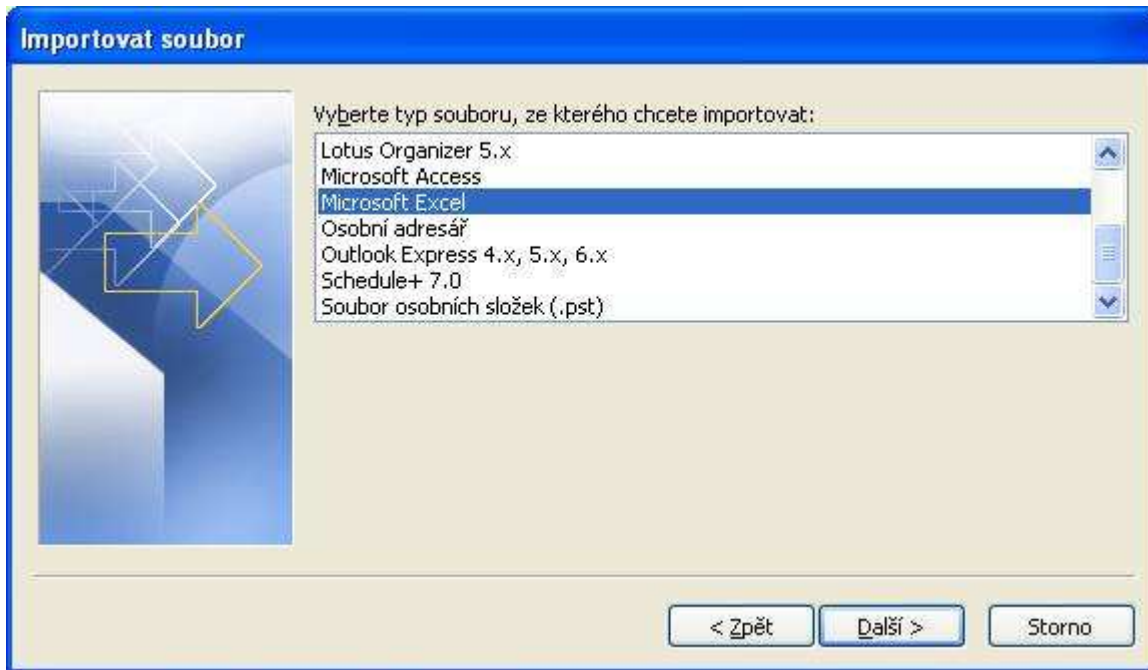 Importovat soubor
Vyberte typ souboru, ze kterého chcete importovat:
Lotus Organizer 5.x
Microsoft Access
Microsoft Excel
Osobní adresář
Outlook Express 4.x, 5.x, 6.x
Schedule+ 7.0
Soubor osobních složek (.pst)
< Zpět Další > Storno